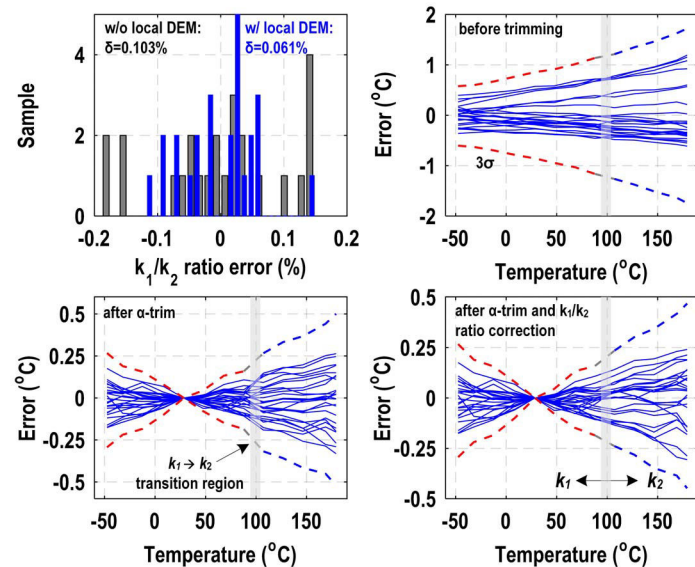 w/o local DEM:
δ=0.103%
w/ local DEM:
δ=0.061%
Sample
5
4
2
0
-0.2
-0.1
0
0.1
0.2
k1/k2 ratio error (%)
before trimming
3σ
Error (°C)
2
1
0
-1
-2
-50
0
50
100
150
Temperature (°C)
after α-trim
k1 → k2
transition region
Error (°C)
0.5
0.25
0
-0.25
-0.5
-50
0
50
100
150
Temperature (°C)
after α-trim and k1/k2
ratio correction
k1
k2
Error (°C)
0.5
0.25
0
-0.25
-0.5
-50
0
50
100
150
Temperature (°C)